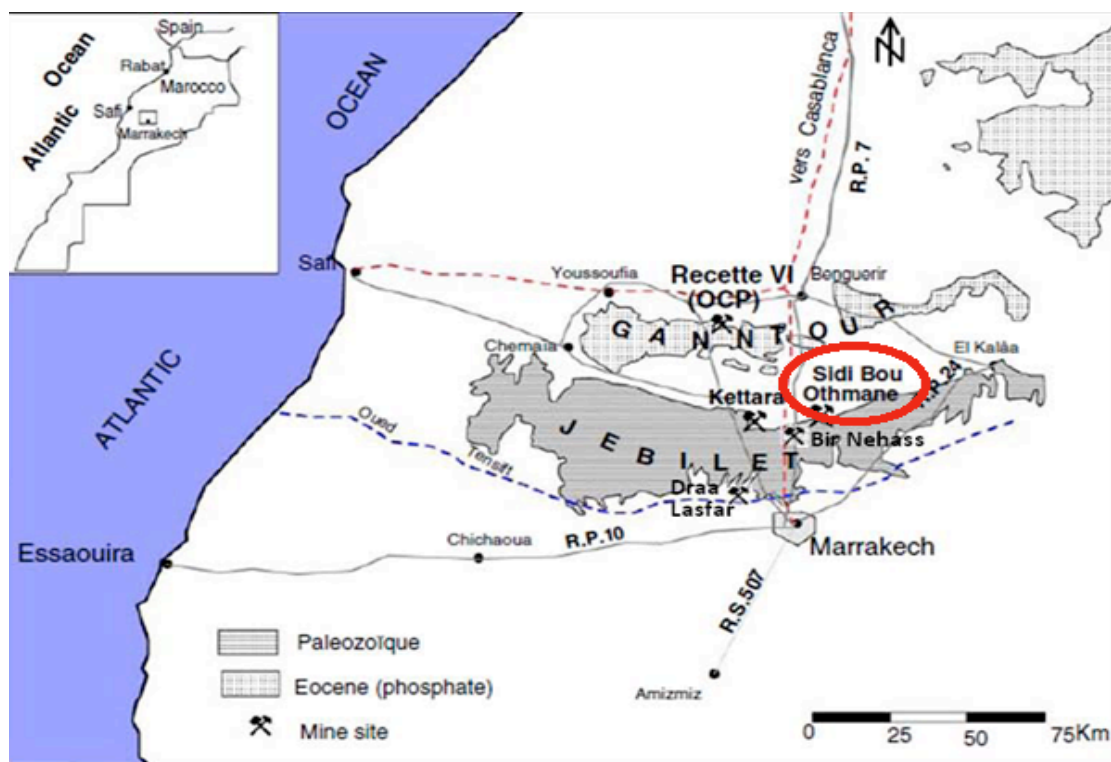 Spain
Ocean
Rabat
Marocco
Safi
Marrakech
Atlantic
OCEAN
ATLANTIC
N
vers Casablanca
R.P. 7
Safi
Youssoufia
Recette VI
(OCP)
Benguerir
GANNTOUR
Chemaïa
El Kalâa
Sidi Bou
Othmane
R.P.24
Kettara
Bir Nehass
JEBILET
Oued
Tensift
Draa
Lasfar
Marrakech
R.P.10
Chichaoua
Essaouira
R.S.507
Amizmiz
Paleozoïque
Eocene (phosphate)
Mine site
0 25 50 75Km